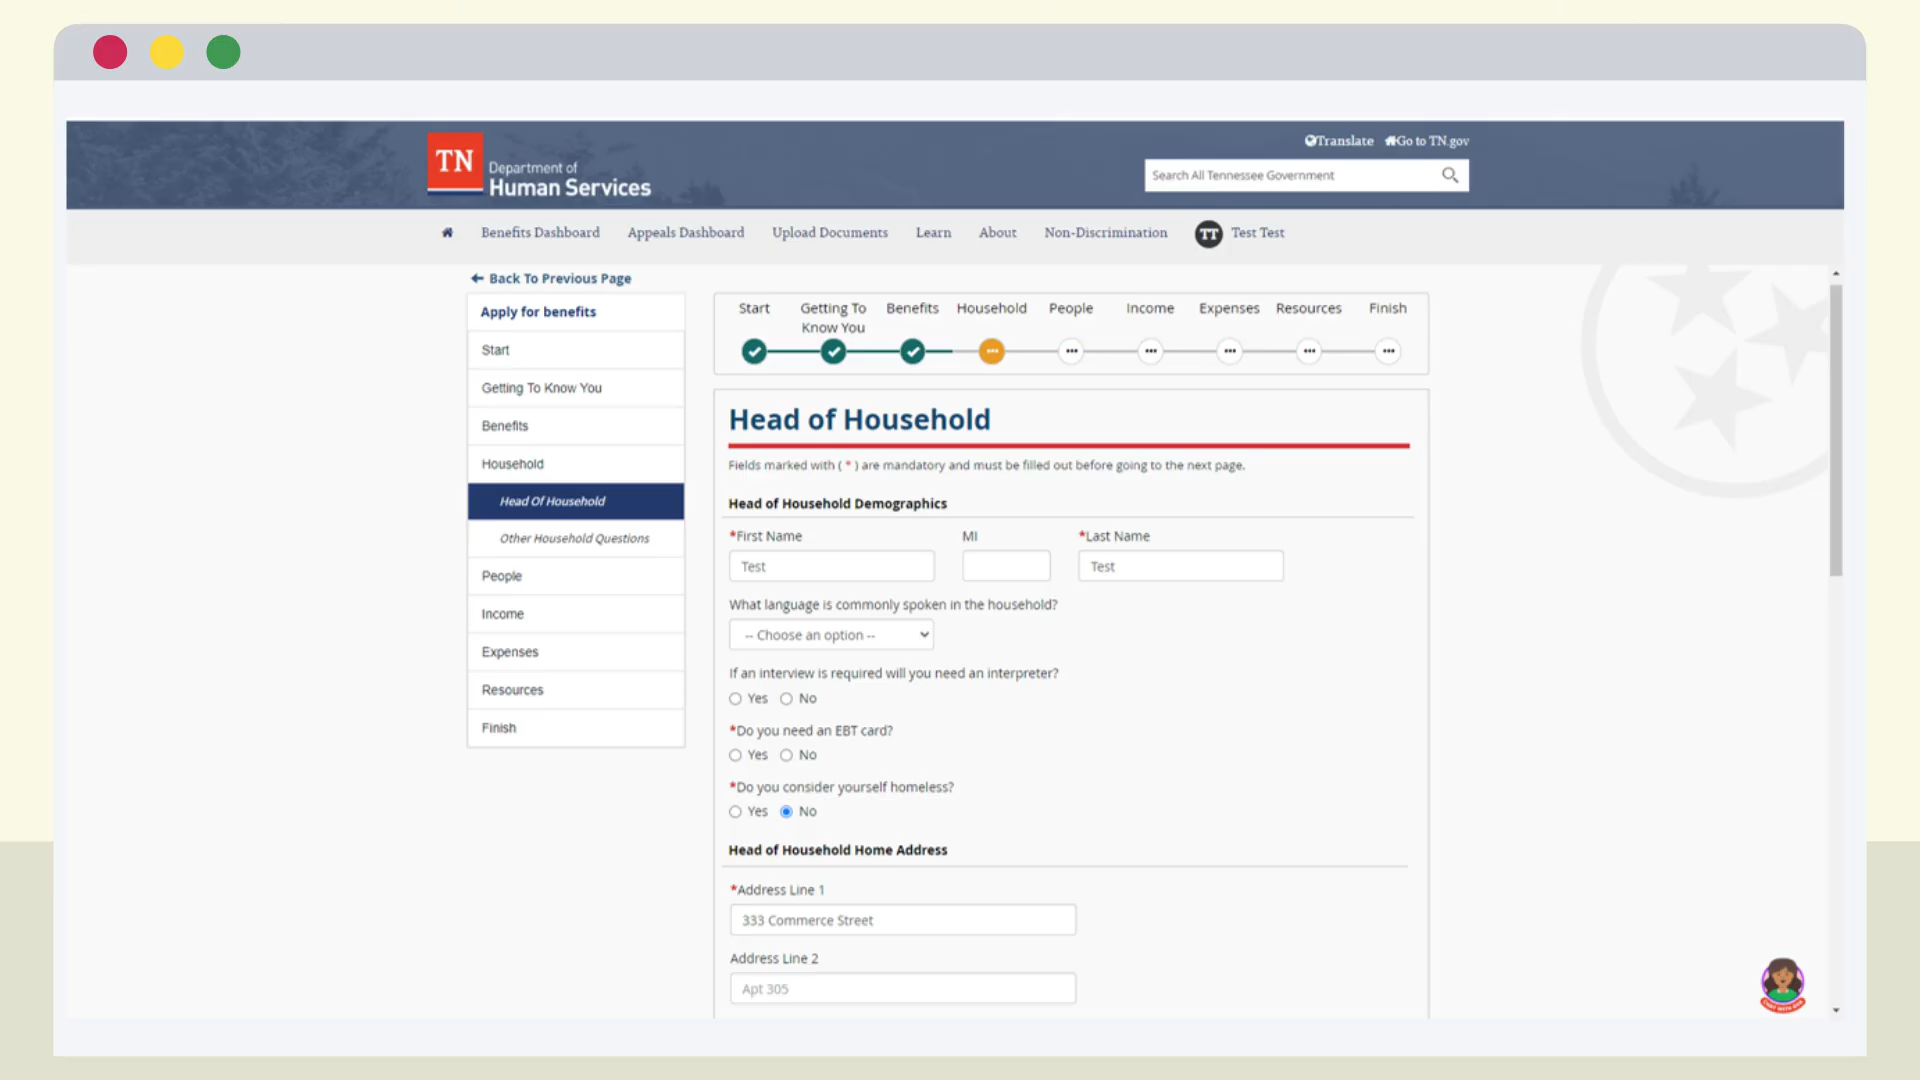 Translate Go to TN.gov
TN
Department of
Human Services
Search All Tennessee Government
Benefits Dashboard Appeals Dashboard Upload Documents Learn About Non-Discrimination TT Test Test
Back To Previous Page
Apply for benefits
Start
Getting To Know You
Benefits
Household
Head Of Household
Other Household Questions
People
Income
Expenses
Resources
Finish
Start Getting To Know You Benefits Household People Income Expenses Resources Finish
Head of Household
Fields marked with ( * ) are mandatory and must be filled out before going to the next page.
Head of Household Demographics
*First Name MI *Last Name
Test Test
What language is commonly spoken in the household?
-- Choose an option --
If an interview is required will you need an interpreter?
Yes No
*Do you need an EBT card?
Yes No
*Do you consider yourself homeless?
Yes No
Head of Household Home Address
*Address Line 1
333 Commerce Street
Address Line 2
Apt 305